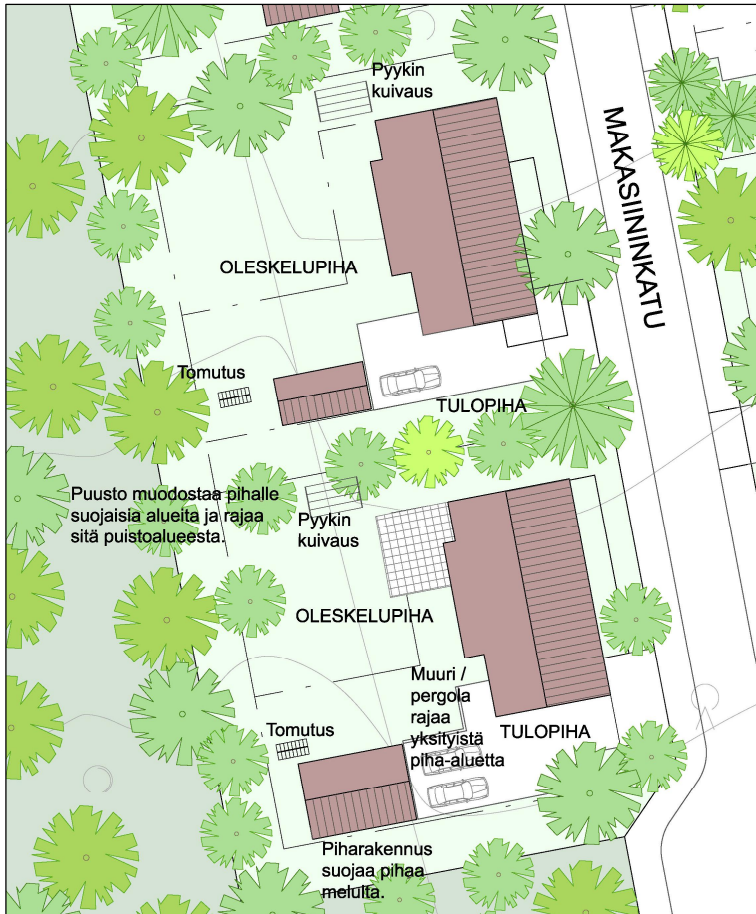 Pyykin
kuivaus
MAKASIININKATU
OLESKELUPIHA
Tomutus
TULOPIHA
Puusto muodostaa pihalle
suojaisia alueita ja rajaa
sitä puistoalueesta.
Pyykin
kuivaus
OLESKELUPIHA
Muuri /
pergola
rajaa
yksityistä
piha-aluetta
Tomutus
TULOPIHA
Piharakennus
suojaa pihaa
melulta.